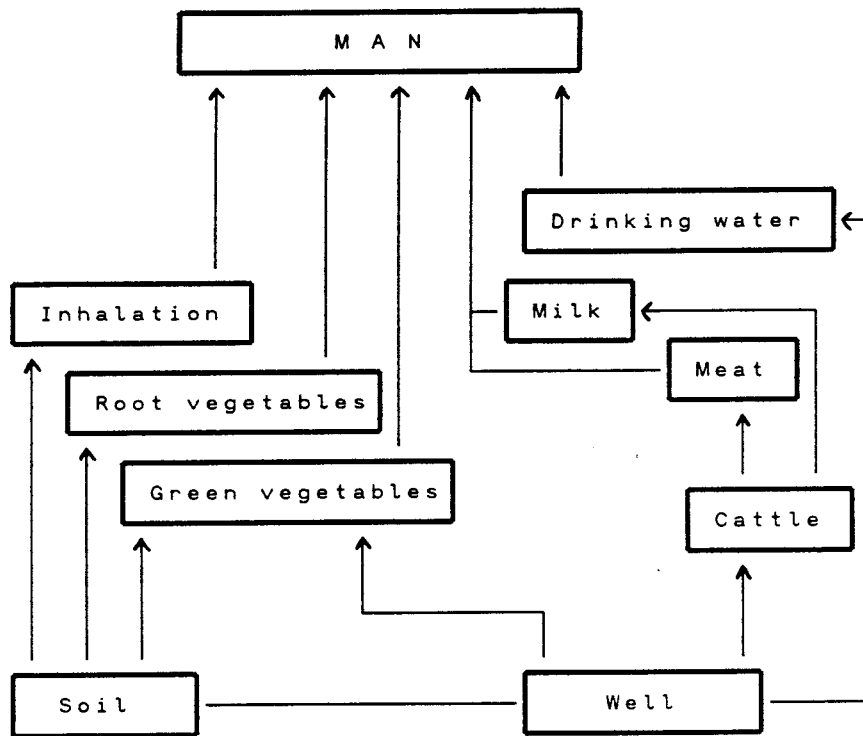 M A N
Drinking water
Inhalation
Milk
Meat
Root vegetables
Green vegetables
Cattle
Soil
Well